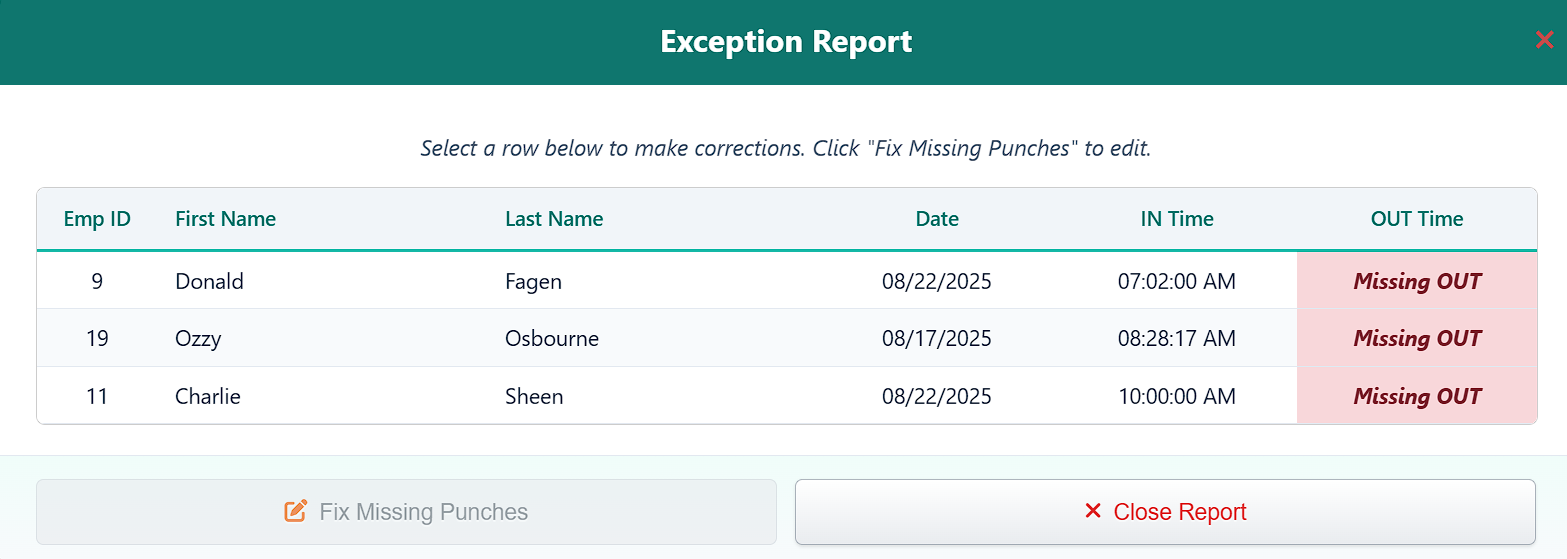 Exception Report
Select a row below to make corrections. Click "Fix Missing Punches" to edit.
Emp ID First Name Last Name Date IN Time OUT Time
9 Donald Fagen 08/22/2025 07:02:00 AM Missing OUT
19 Ozzy Osbourne 08/17/2025 08:28:17 AM Missing OUT
11 Charlie Sheen 08/22/2025 10:00:00 AM Missing OUT
Fix Missing Punches Close Report